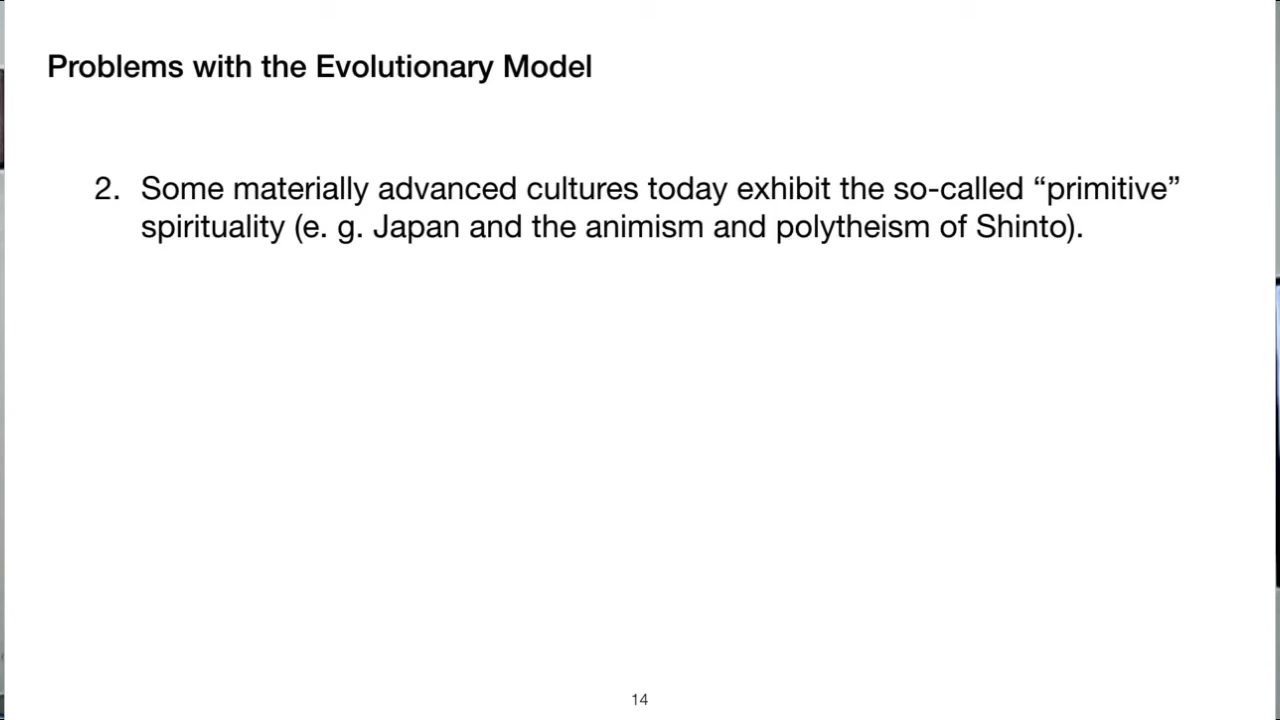 Problems with the Evolutionary Model
2. Some materially advanced cultures today exhibit the so-called “primitive”
spirituality (e. g. Japan and the animism and polytheism of Shinto).
14